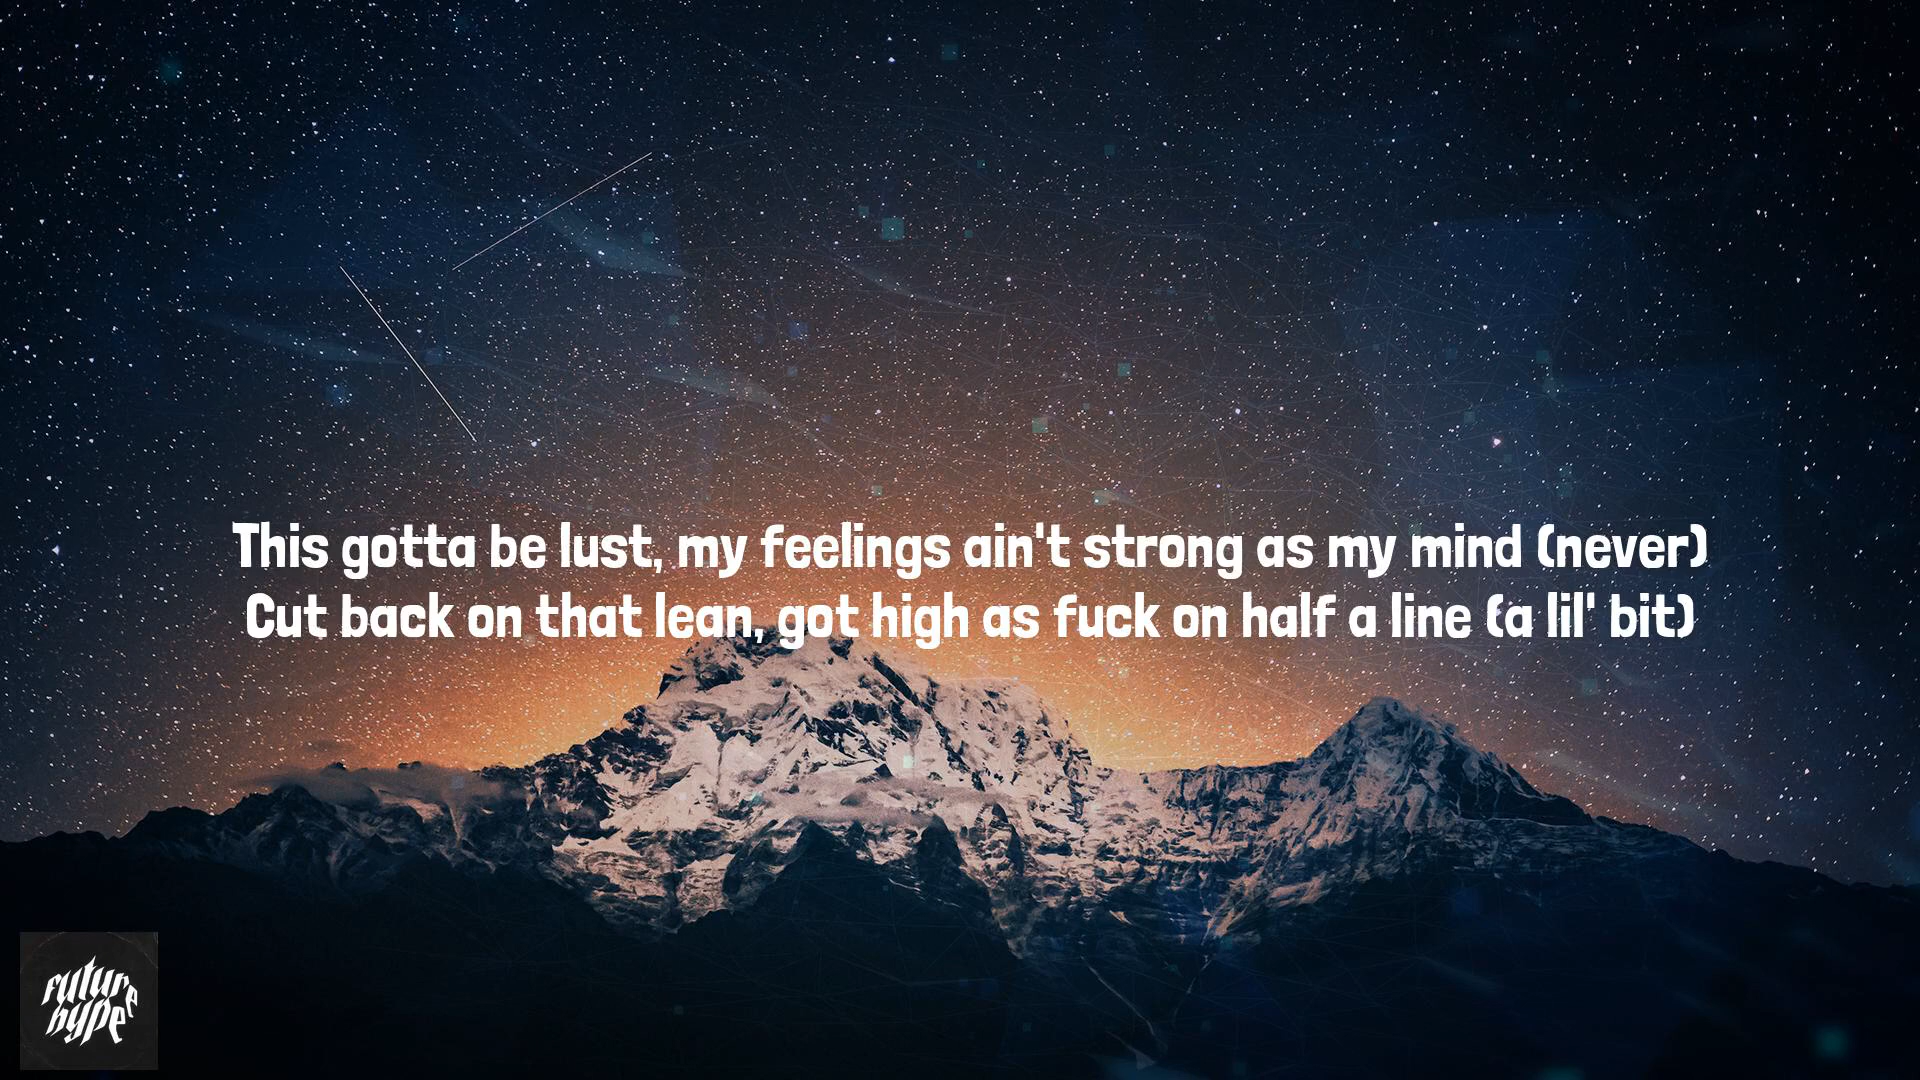 This gotta be lust, my feelings ain't strong as my mind (never)
Cut back on that lean, got high as fuck on half a line (a lil' bit)
future
hype